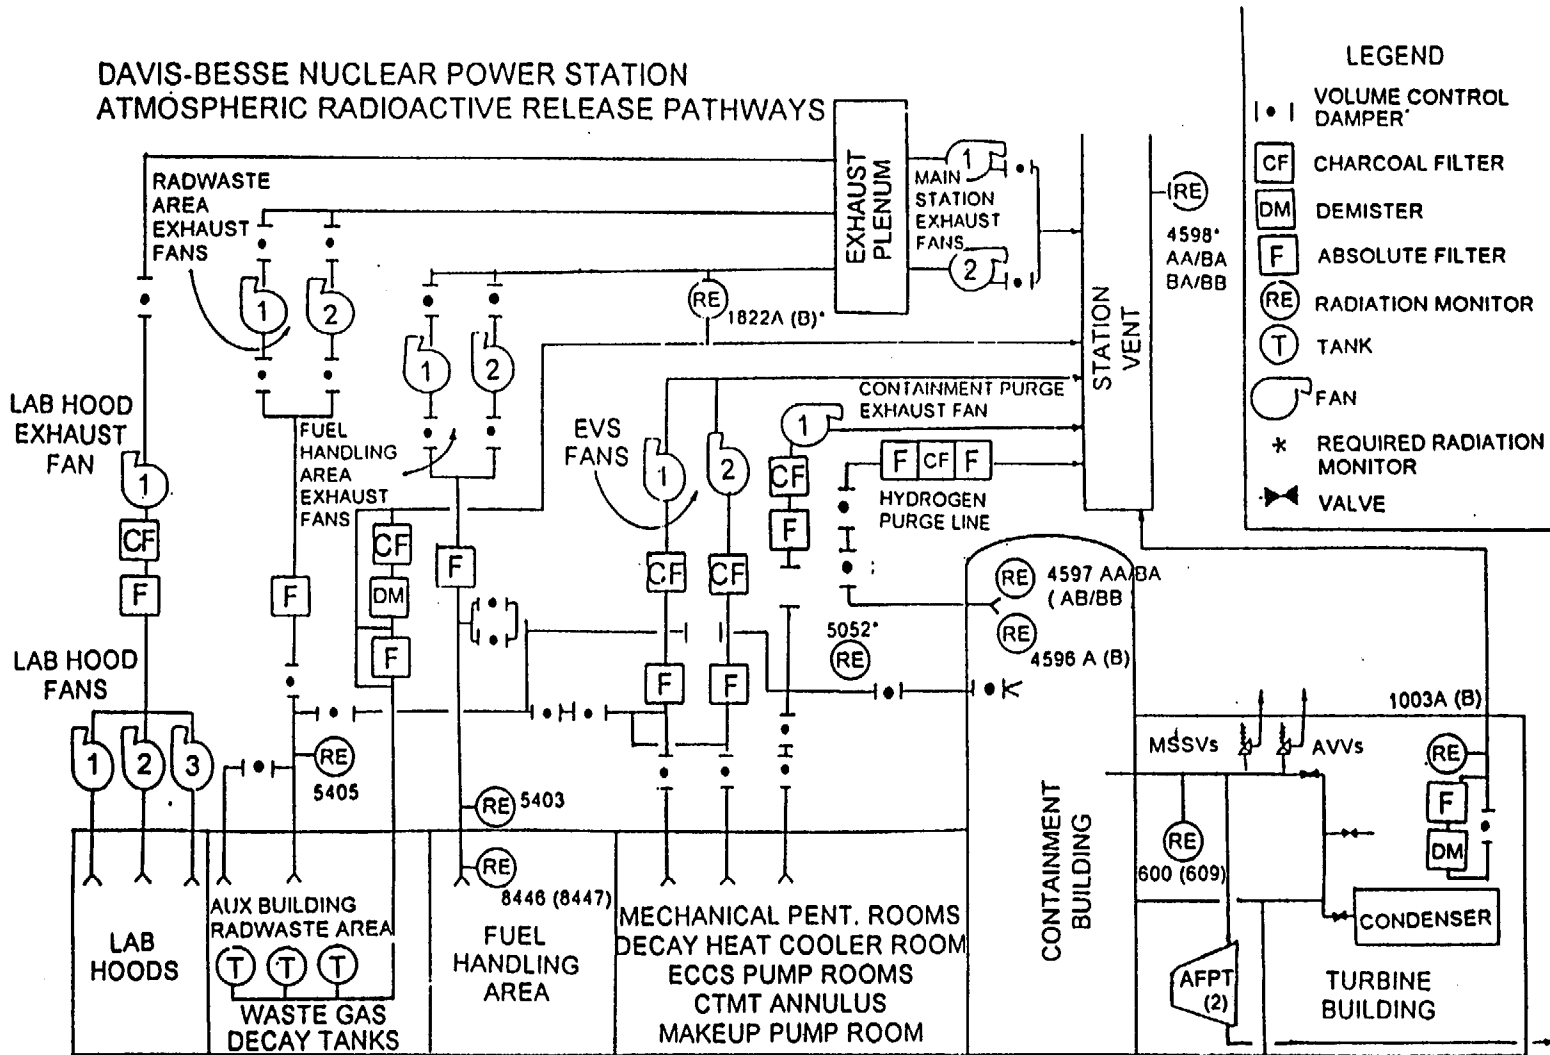 DAVIS-BESSE NUCLEAR POWER STATION
ATMOSPHERIC RADIOACTIVE RELEASE PATHWAYS
LEGEND
VOLUME CONTROL
DAMPER
CF
CHARCOAL FILTER
DM
DEMISTER
F
ABSOLUTE FILTER
RE
RADIATION MONITOR
T
TANK
FAN
*
REQUIRED RADIATION
MONITOR
VALVE
RADWASTE
AREA
EXHAUST
FANS
1
2
EXHAUST
PLENUM
1
MAIN
STATION
EXHAUST
FANS
2
STATION
VENT
RE
4598*
AA/BA
BA/BB
RE
1822A (B)*
1
2
FUEL
HANDLING
AREA
EXHAUST
FANS
LAB HOOD
EXHAUST
FAN
1
CF
F
LAB HOOD
FANS
1
2
3
F
RE
5405
CF
DM
F
F
RE
5403
RE
8446 (8447)
EVS
FANS
1
2
CF
CF
F
F
CONTAINMENT PURGE
EXHAUST FAN
1
CF
F
F CF F
HYDROGEN
PURGE LINE
RE
4597 AA/BA
( AB/BB
RE
4596 A (B)
5052*
RE
LAB
HOODS
AUX BUILDING
RADWASTE AREA
T T T
WASTE GAS
DECAY TANKS
FUEL
HANDLING
AREA
MECHANICAL PENT. ROOMS
DECAY HEAT COOLER ROOM
ECCS PUMP ROOMS
CTMT ANNULUS
MAKEUP PUMP ROOM
CONTAINMENT
BUILDING
MSSVs
AVVs
RE
600 (609)
1003A (B)
RE
F
DM
CONDENSER
AFPT
(2)
TURBINE
BUILDING